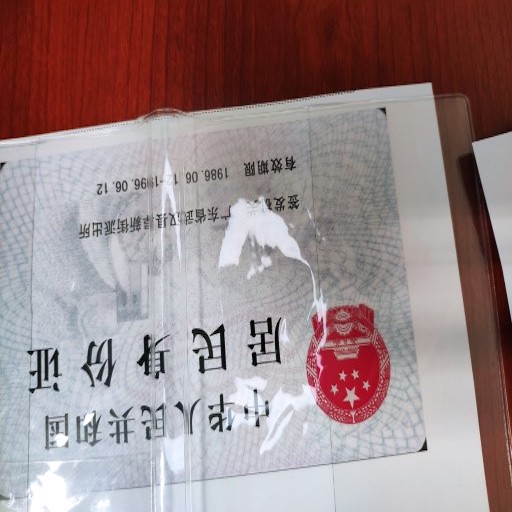 中华人民共和国
居民身份证
签发机关 广东省武汉县阜新街派出所
有效期限 1986.06.12-1996.06.12